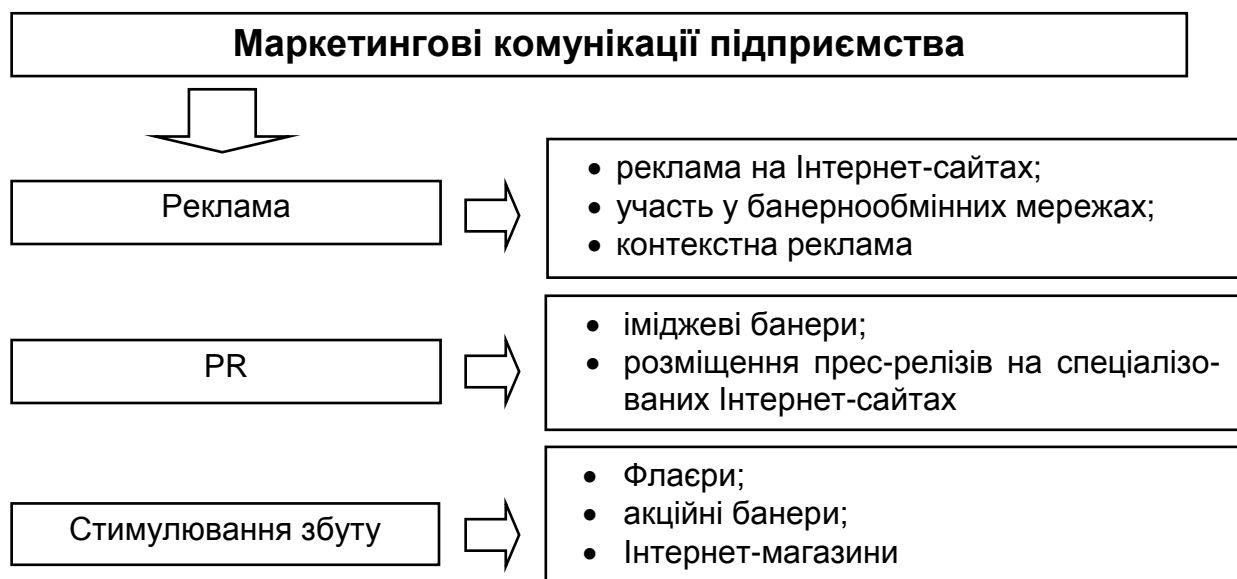 Маркетингові комунікації підприємства
Реклама
• реклама на Інтернет-сайтах;
• участь у банернообмінних мережах;
• контекстна реклама
PR
• іміджеві банери;
• розміщення прес-релізів на спеціалізо-
ваних Інтернет-сайтах
Стимулювання збуту
• Флаєри;
• акційні банери;
• Інтернет-магазини